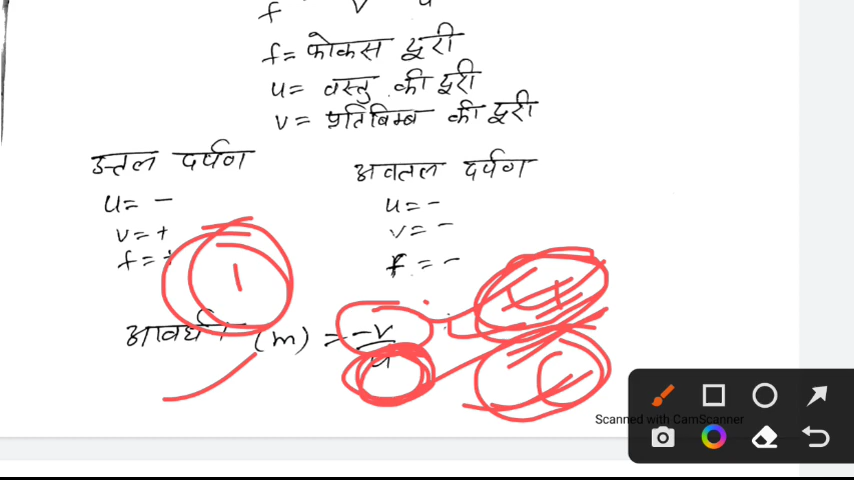 f v u
f = फोकस दूरी
u = वस्तु की दूरी
v = प्रतिबिम्ब की दूरी
उत्तल दर्पण
u = -
v = +
f = +
अवतल दर्पण
u = -
v = -
f = -
आवर्धन (m) = -v/u
Scanned with CamScanner